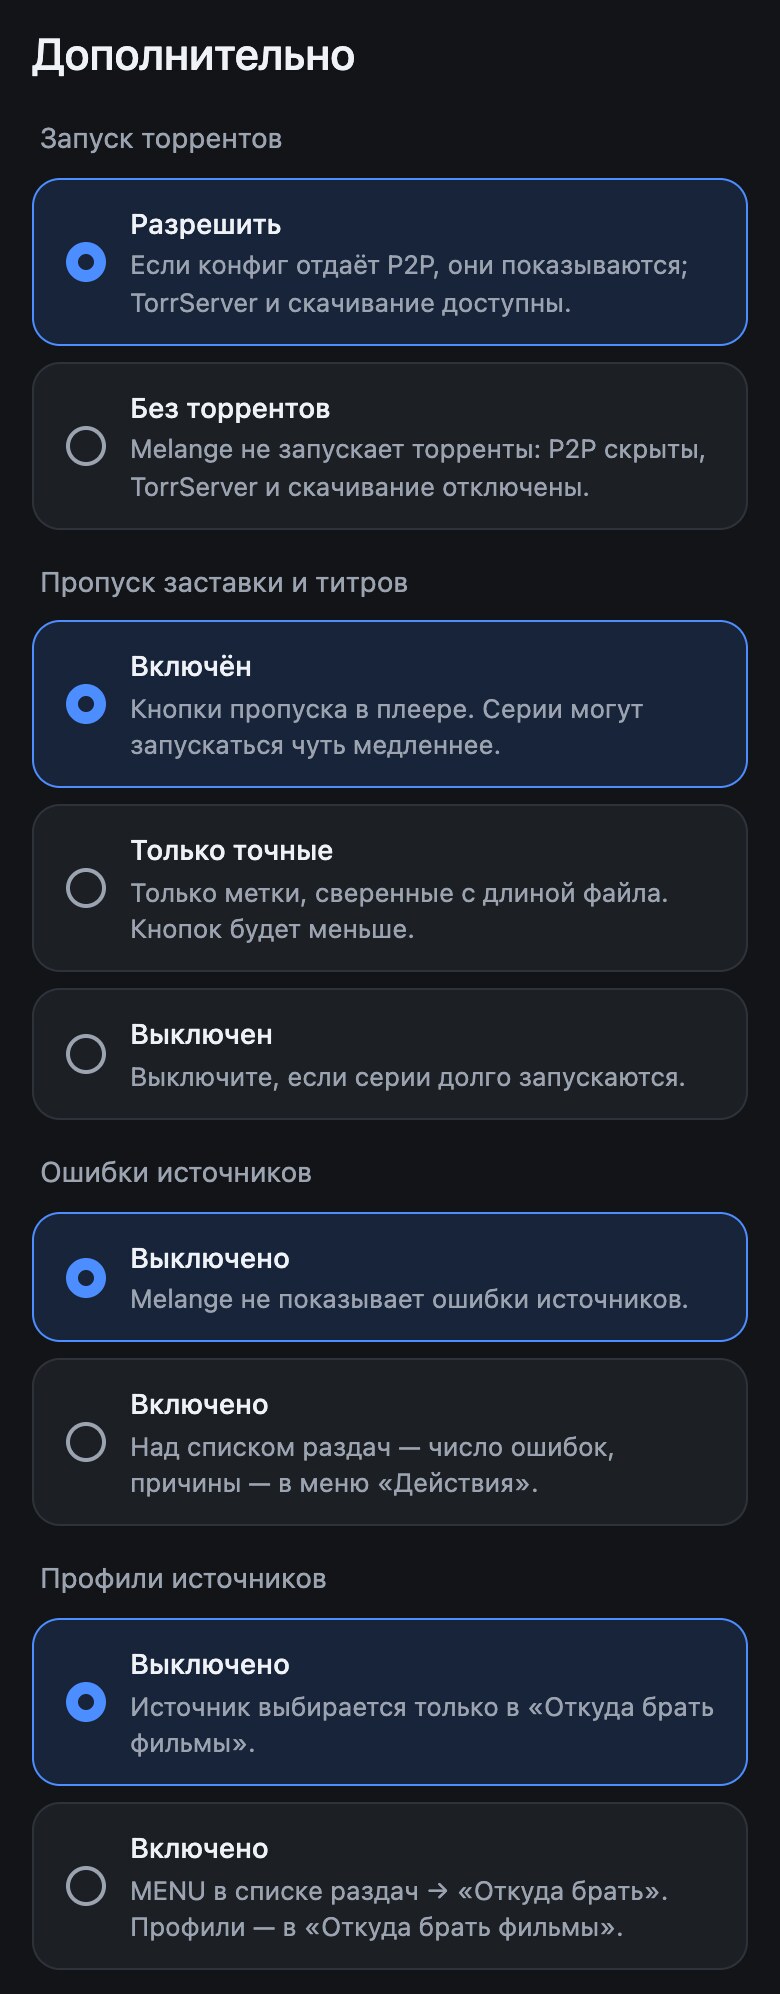 Дополнительно
Запуск торрентов
Разрешить
Если конфиг отдаёт P2P, они показываются;
TorrServer и скачивание доступны.
Без торрентов
Melange не запускает торренты: P2P скрыты,
TorrServer и скачивание отключены.
Пропуск заставки и титров
Включён
Кнопки пропуска в плеере. Серии могут
запускаться чуть медленнее.
Только точные
Только метки, сверенные с длиной файла.
Кнопок будет меньше.
Выключен
Выключите, если серии долго запускаются.
Ошибки источников
Выключено
Melange не показывает ошибки источников.
Включено
Над списком раздач — число ошибок,
причины — в меню «Действия».
Профили источников
Выключено
Источник выбирается только в «Откуда брать
фильмы».
Включено
MENU в списке раздач → «Откуда брать».
Профили — в «Откуда брать фильмы».